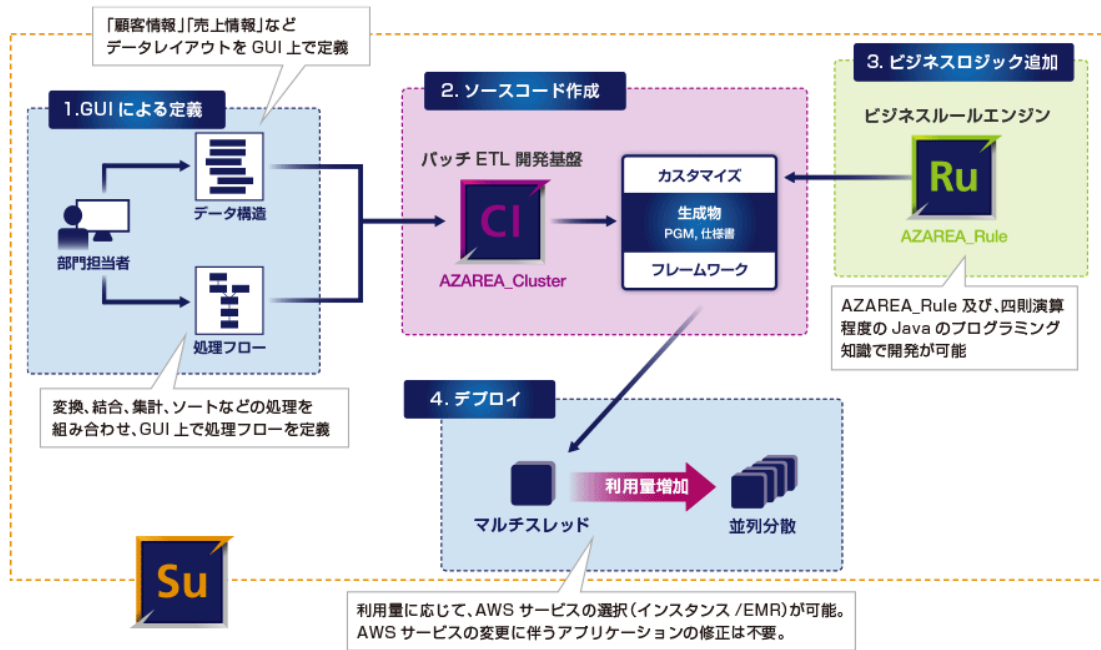 「顧客情報」「売上情報」など
データレイアウトを GUI 上で定義
1.GUI による定義
データ構造
部門担当者
処理フロー
変換、結合、集計、ソートなどの処理を
組み合わせ、GUI 上で処理フローを定義
2. ソースコード作成
バッチ ETL 開発基盤
CI
AZAREA_Cluster
カスタマイズ
生成物
PGM, 仕様書
フレームワーク
3. ビジネスロジック追加
ビジネスルールエンジン
Ru
AZAREA_Rule
AZAREA_Rule 及び、四則演算
程度の Java のプログラミング
知識で開発が可能
4. デプロイ
マルチスレッド
利用量増加
並列分散
利用量に応じて、AWS サービスの選択（インスタンス /EMR）が可能。
AWS サービスの変更に伴うアプリケーションの修正は不要。
Su